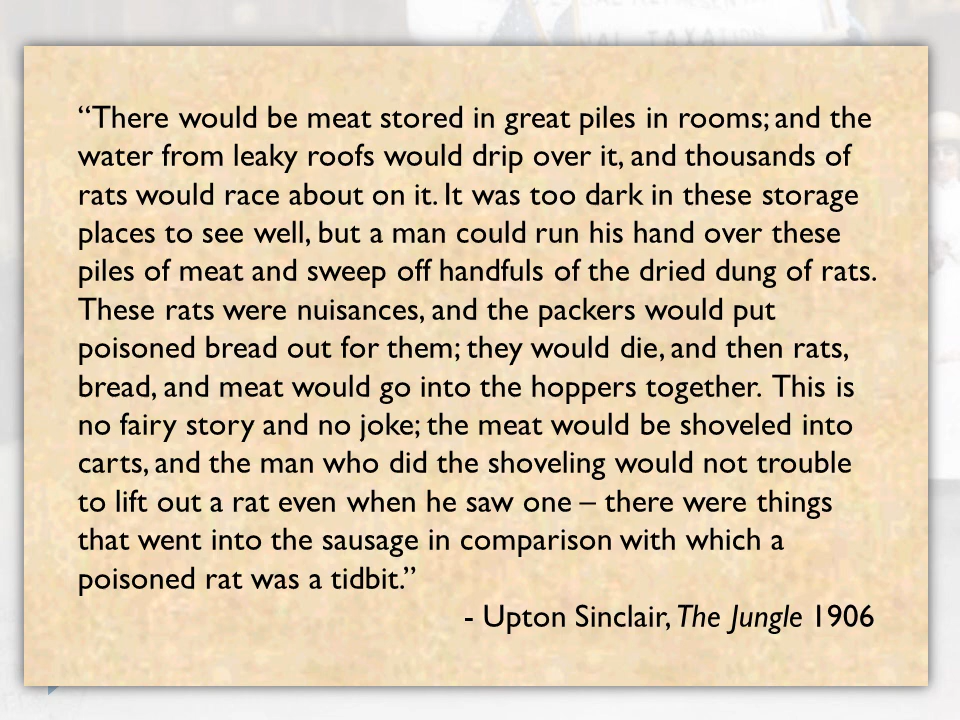 AL TAXATION
“There would be meat stored in great piles in rooms; and the
water from leaky roofs would drip over it, and thousands of
rats would race about on it. It was too dark in these storage
places to see well, but a man could run his hand over these
piles of meat and sweep off handfuls of the dried dung of rats.
These rats were nuisances, and the packers would put
poisoned bread out for them; they would die, and then rats,
bread, and meat would go into the hoppers together. This is
no fairy story and no joke; the meat would be shoveled into
carts, and the man who did the shoveling would not trouble
to lift out a rat even when he saw one – there were things
that went into the sausage in comparison with which a
poisoned rat was a tidbit.”
- Upton Sinclair, The Jungle 1906